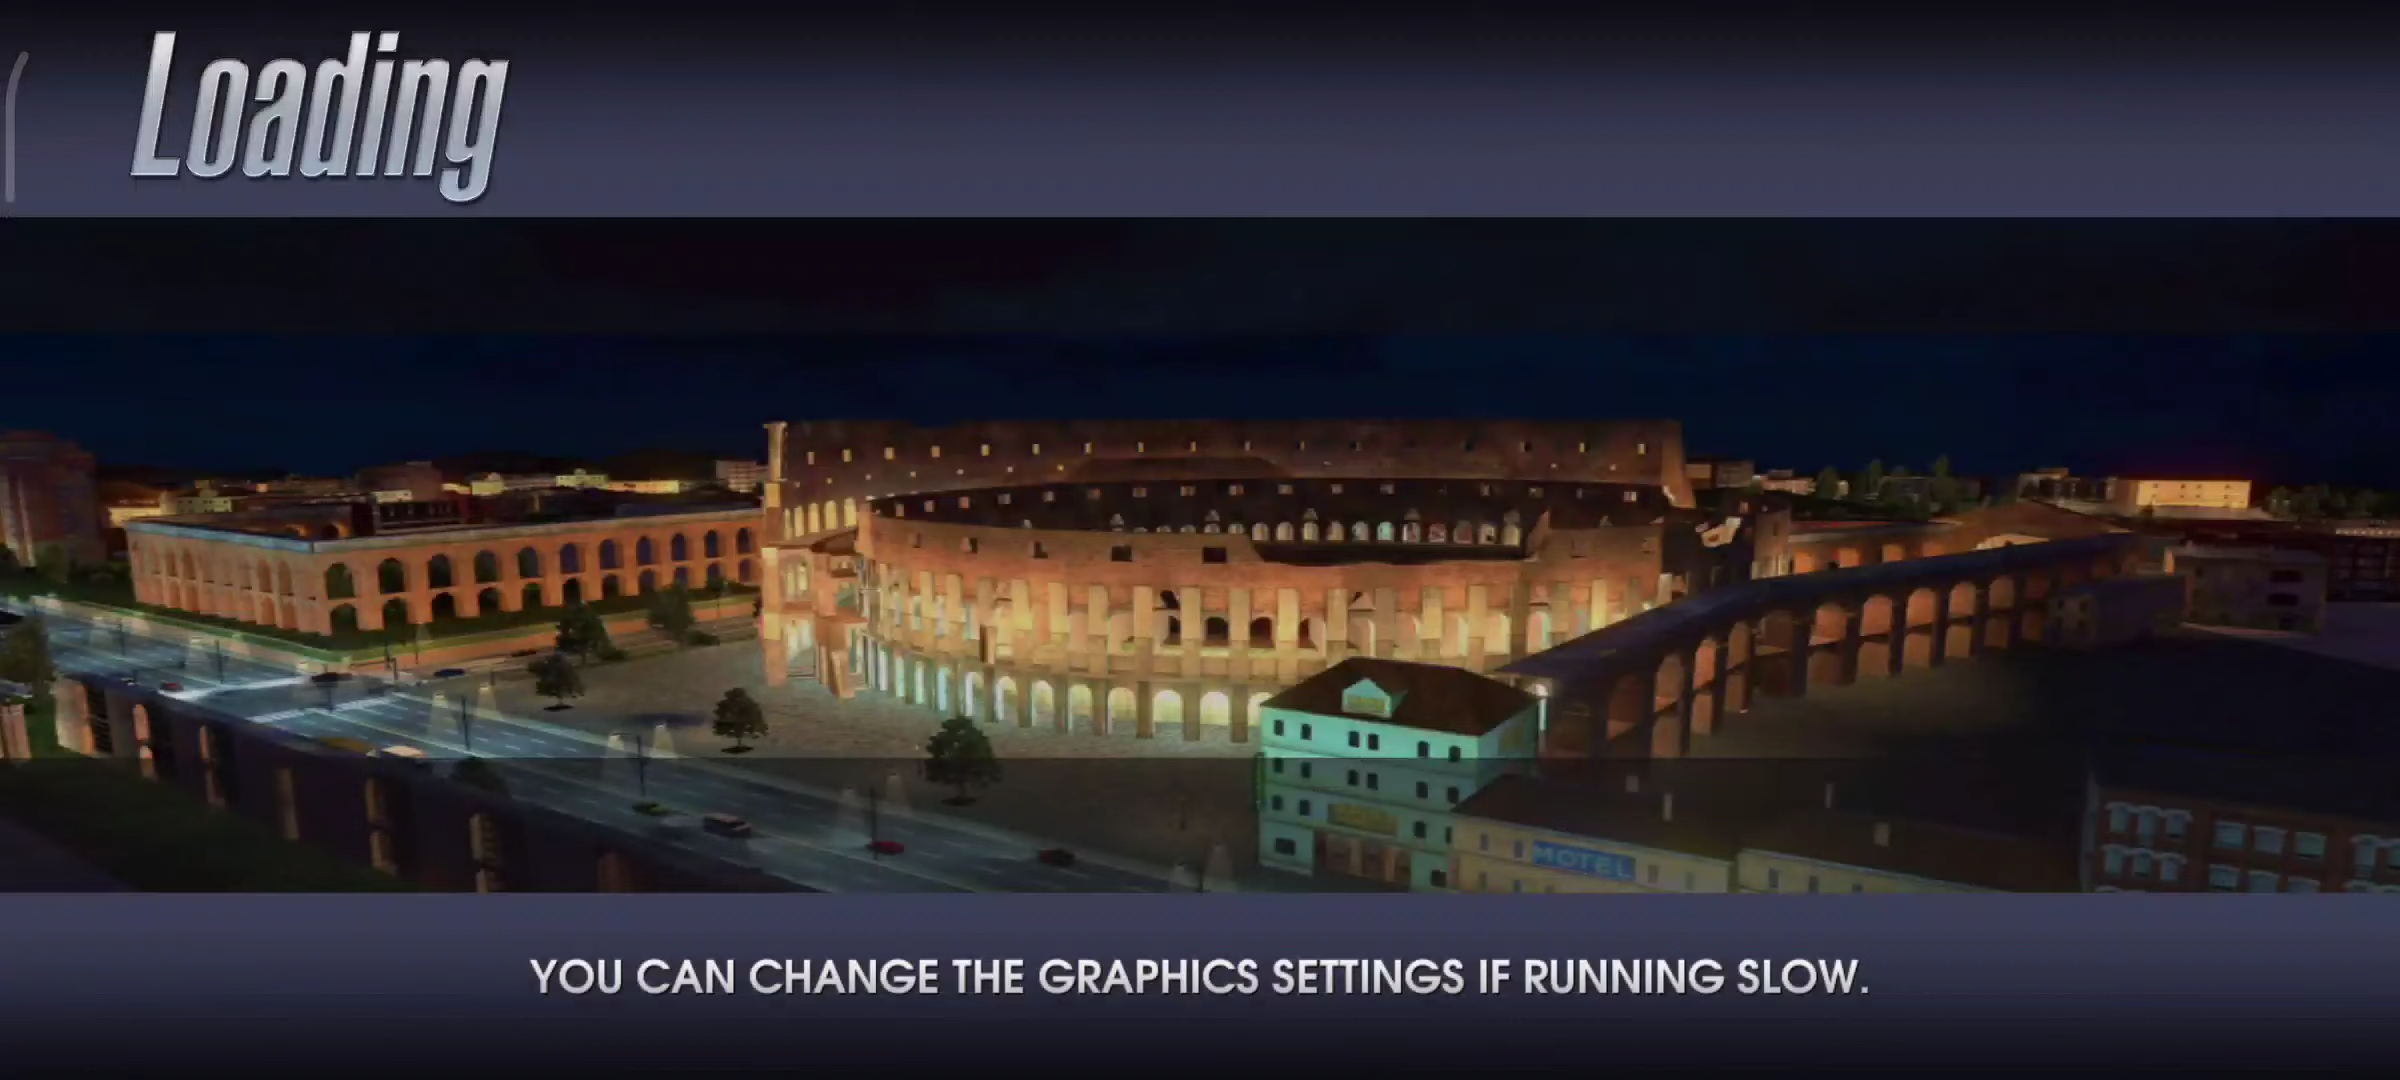 Loading
MOTEL
YOU CAN CHANGE THE GRAPHICS SETTINGS IF RUNNING SLOW.